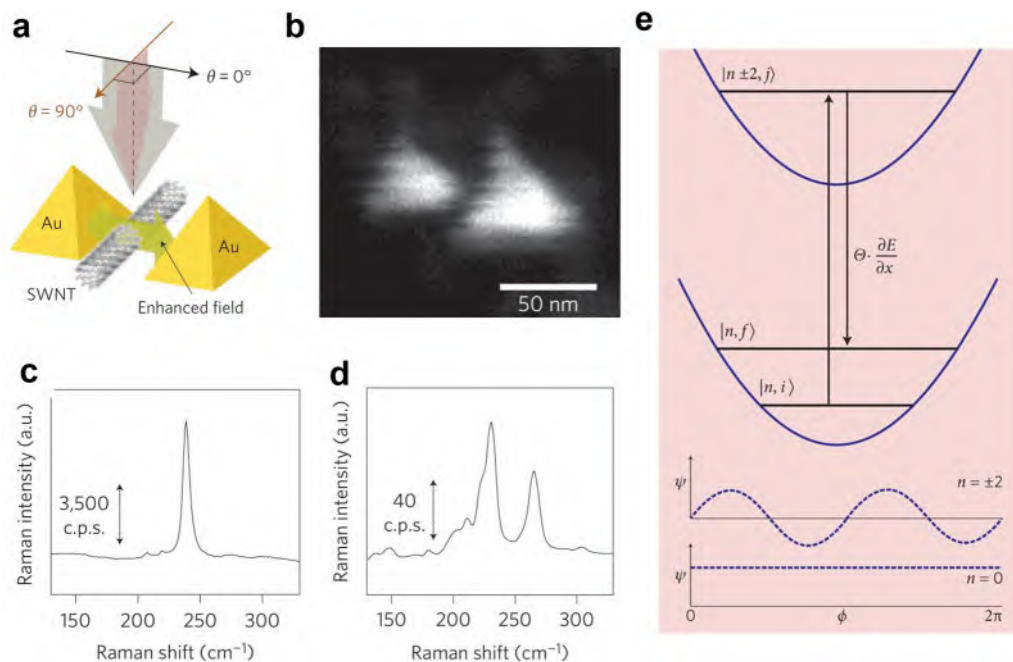 a
θ = 0°
θ = 90°
Au
Au
SWNT
Enhanced field
b
50 nm
c
Raman intensity (a.u.)
3,500
c.p.s.
150 200 250 300
Raman shift (cm⁻¹)
d
Raman intensity (a.u.)
40
c.p.s.
150 200 250 300
Raman shift (cm⁻¹)
e
|n ±2, j⟩
Θ· ∂E/∂x
|n, f⟩
|n, i⟩
ψ
n = ±2
ψ
n = 0
0 ϕ 2π